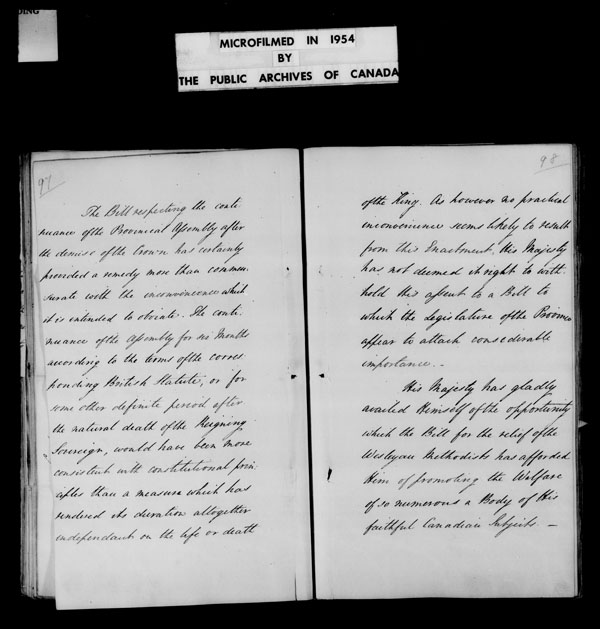 DING
MICROFILMED IN 1954
BY
THE PUBLIC ARCHIVES OF CANADA
97
The Bill respecting the conti
nuance of the Provincial Assembly after
the demise of the Crown has certainly
provided a remedy more than commen
surate with the inconvenience which
it is intended to obviate. The conti
nuance of the Assembly for six Months
according to the terms of the corres
ponding British Statute, or for
some other definite period after
the natural death of the Reigning
Sovereign, would have been more
consistent with constitutional prin
ciples than a measure which has
rendered its duration altogether
independant on the life or death
98
of the King. As however no practical
inconvenience seems likely to result
from this Enactment, His Majesty
has not deemed it right to with
hold His assent to a Bill to
which the Legislature of the Province
appear to attach considerable
importance. -
His Majesty has gladly
availed Himself of the opportunity
which the Bill for the relief of the
Wesleyan Methodists has afforded
Him of promoting the Welfare
of so numerous a Body of His
faithful Canadian Subjects. -